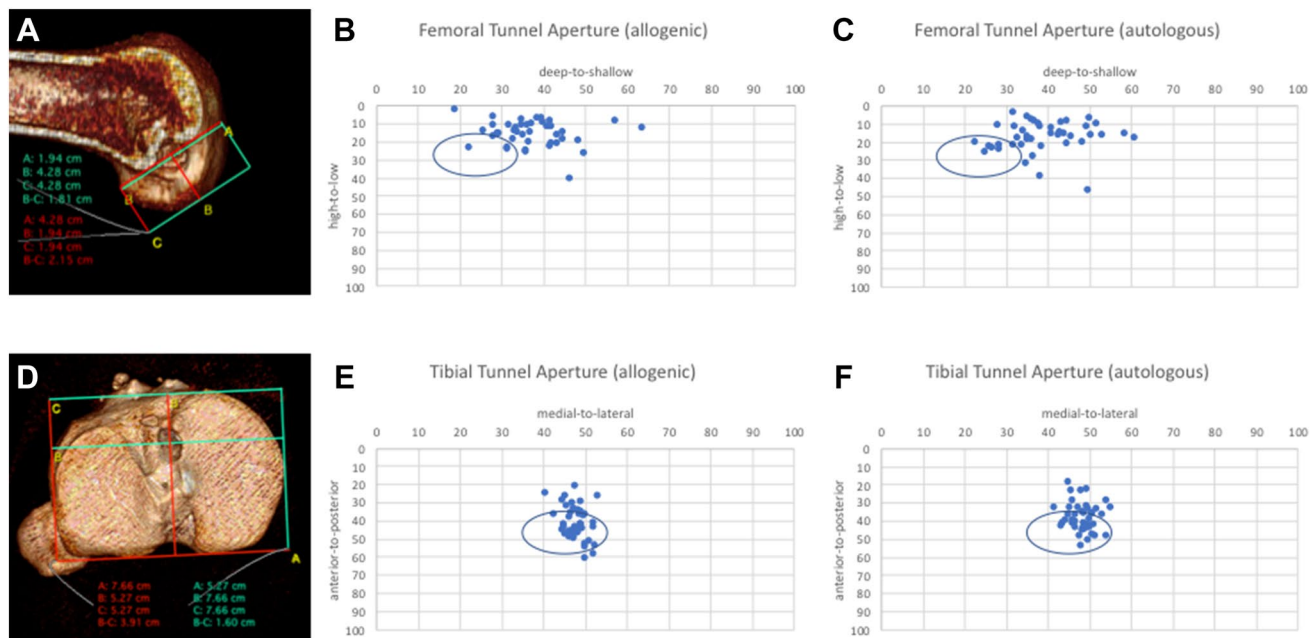 A
A
A: 1.94 cm
B: 4.28 cm
C: 4.28 cm
B-C: 1.81 cm
B
B
A: 4.28 cm
B: 1.94 cm
C: 1.94 cm
B-C: 2.15 cm
C
B
Femoral Tunnel Aperture (allogenic)
deep-to-shallow
0 10 20 30 40 50 60 70 80 90 100
high-to-low
0
10
20
30
40
50
60
70
80
90
100
C
Femoral Tunnel Aperture (autologous)
deep-to-shallow
0 10 20 30 40 50 60 70 80 90 100
high-to-low
0
10
20
30
40
50
60
70
80
90
100
D
C
B
B
A
A: 7.66 cm
B: 5.27 cm
C: 5.27 cm
B-C: 3.91 cm
A: 5.27 cm
B: 7.66 cm
C: 7.66 cm
B-C: 1.60 cm
E
Tibial Tunnel Aperture (allogenic)
medial-to-lateral
0 10 20 30 40 50 60 70 80 90 100
anterior-to-posterior
0
10
20
30
40
50
60
70
80
90
100
F
Tibial Tunnel Aperture (autologous)
medial-to-lateral
0 10 20 30 40 50 60 70 80 90 100
anterior-to-posterior
0
10
20
30
40
50
60
70
80
90
100